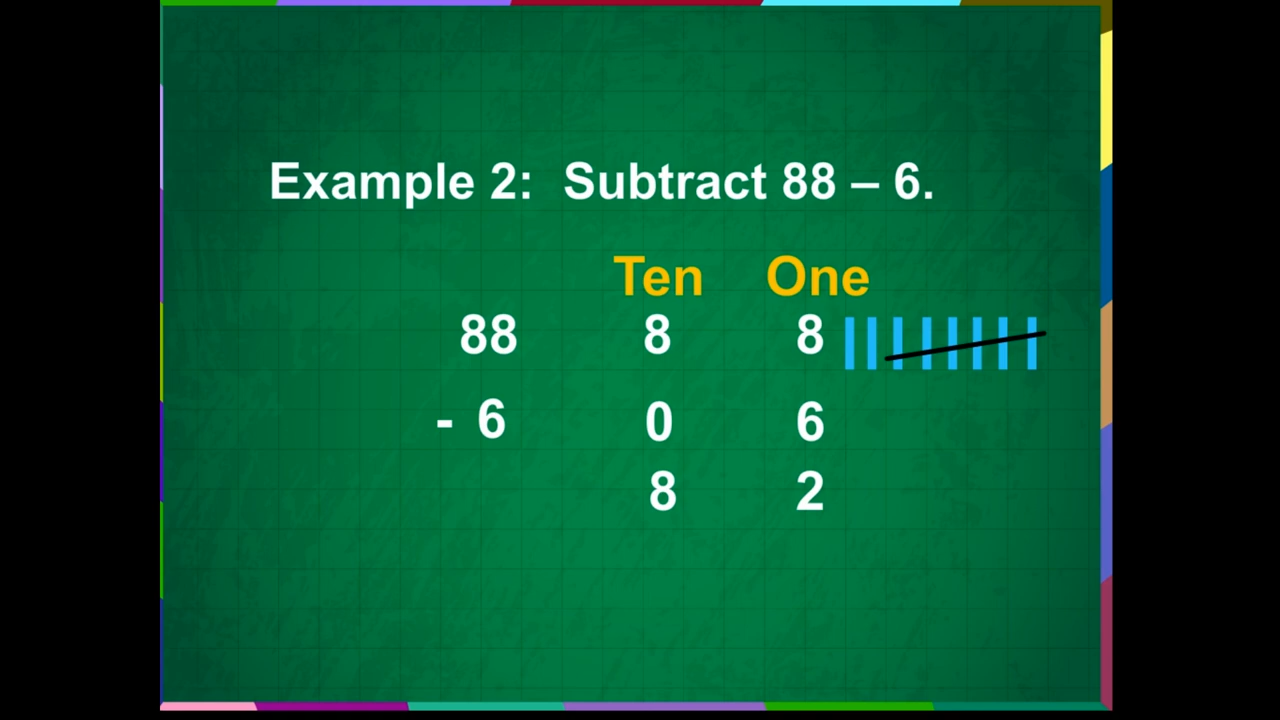 Example 2: Subtract 88 – 6.
Ten One
88 8 8
- 6 0 6
8 2